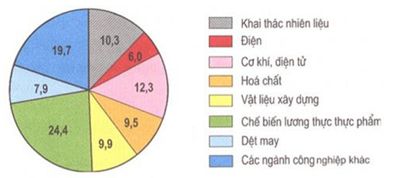 10,3
6,0
12,3
9,5
9,9
24,4
7,9
19,7
Khai thác nhiên liệu
Điện
Cơ khí, điện tử
Hoá chất
Vật liệu xây dựng
Chế biến lương thực thực phẩm
Dệt may
Các ngành công nghiệp khác